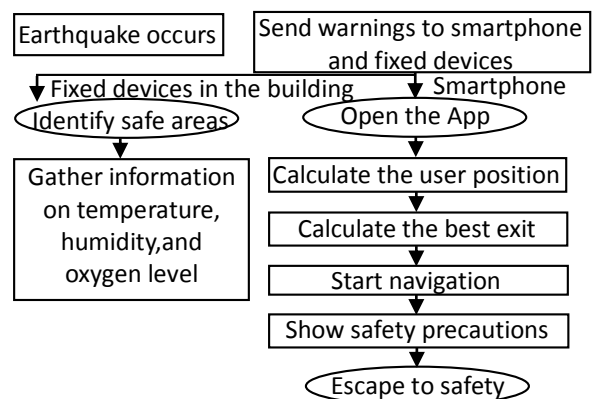 Earthquake occurs
Send warnings to smartphone
and fixed devices
Fixed devices in the building
Smartphone
Identify safe areas
Open the App
Gather information
on temperature,
humidity,and
oxygen level
Calculate the user position
Calculate the best exit
Start navigation
Show safety precautions
Escape to safety